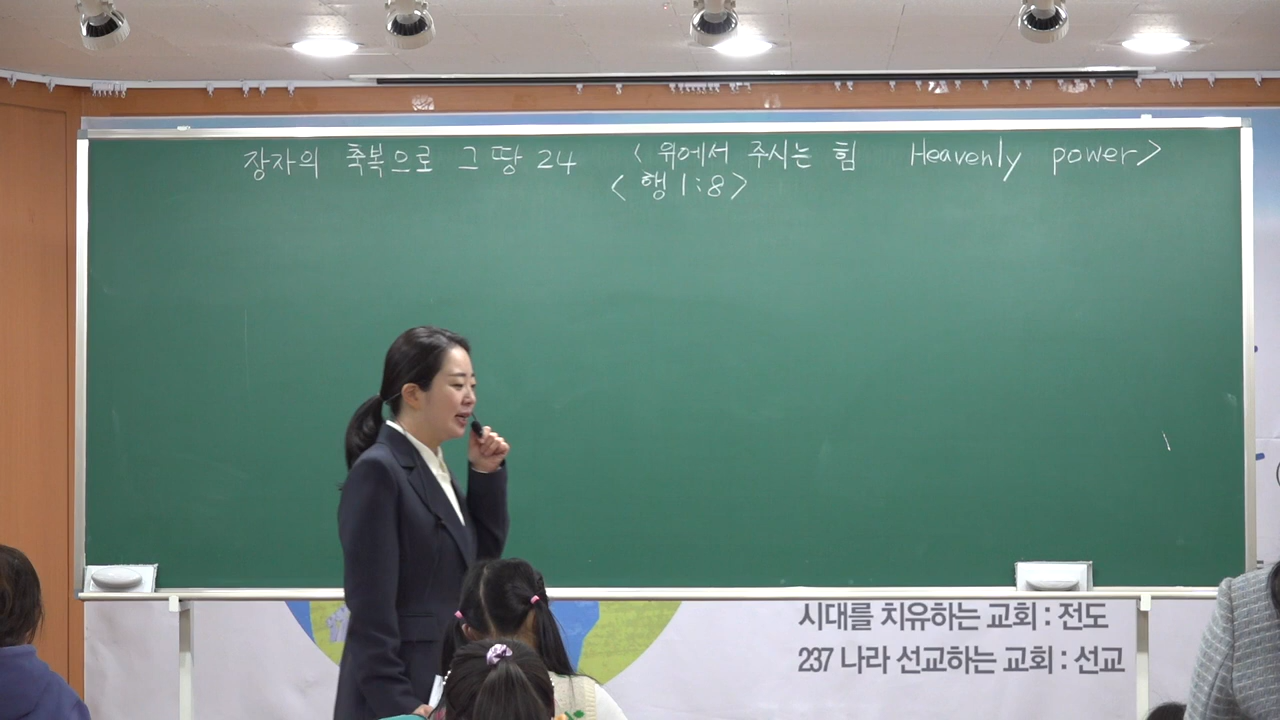 장자의 축복으로 그 땅 24 < 위에서 주시는 힘 Heavenly power>
< 행 1:8 >
시대를 치유하는 교회 : 전도
237 나라 선교하는 교회 : 선교